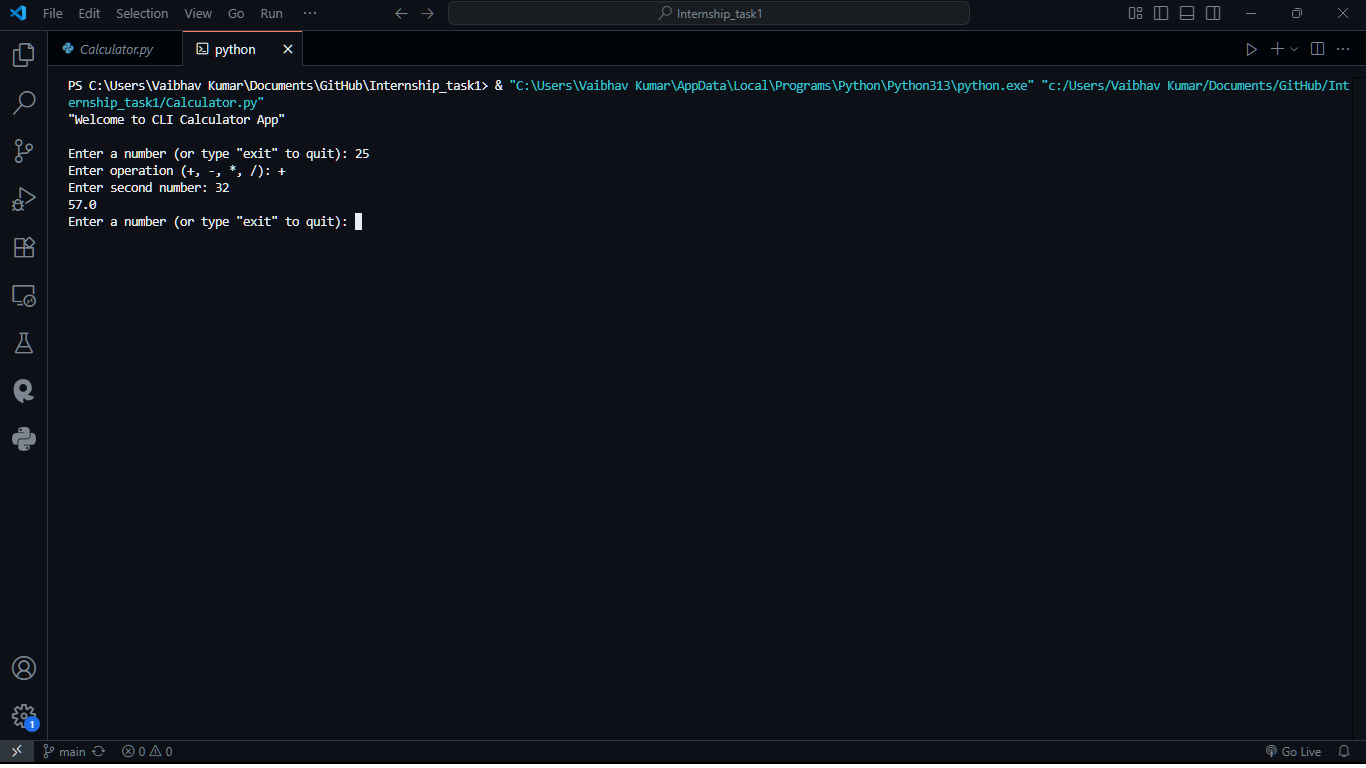 File Edit Selection View Go Run ··· Internship_task1
Calculator.py python
PS C:\Users\Vaibhav Kumar\Documents\GitHub\Internship_task1> & "C:\Users\Vaibhav Kumar\AppData\Local\Programs\Python\Python313\python.exe" "c:/Users/Vaibhav Kumar/Documents/GitHub/Int
ernship_task1/Calculator.py"
"Welcome to CLI Calculator App"
Enter a number (or type "exit" to quit): 25
Enter operation (+, -, *, /): +
Enter second number: 32
57.0
Enter a number (or type "exit" to quit):
1
main 0 0 Go Live